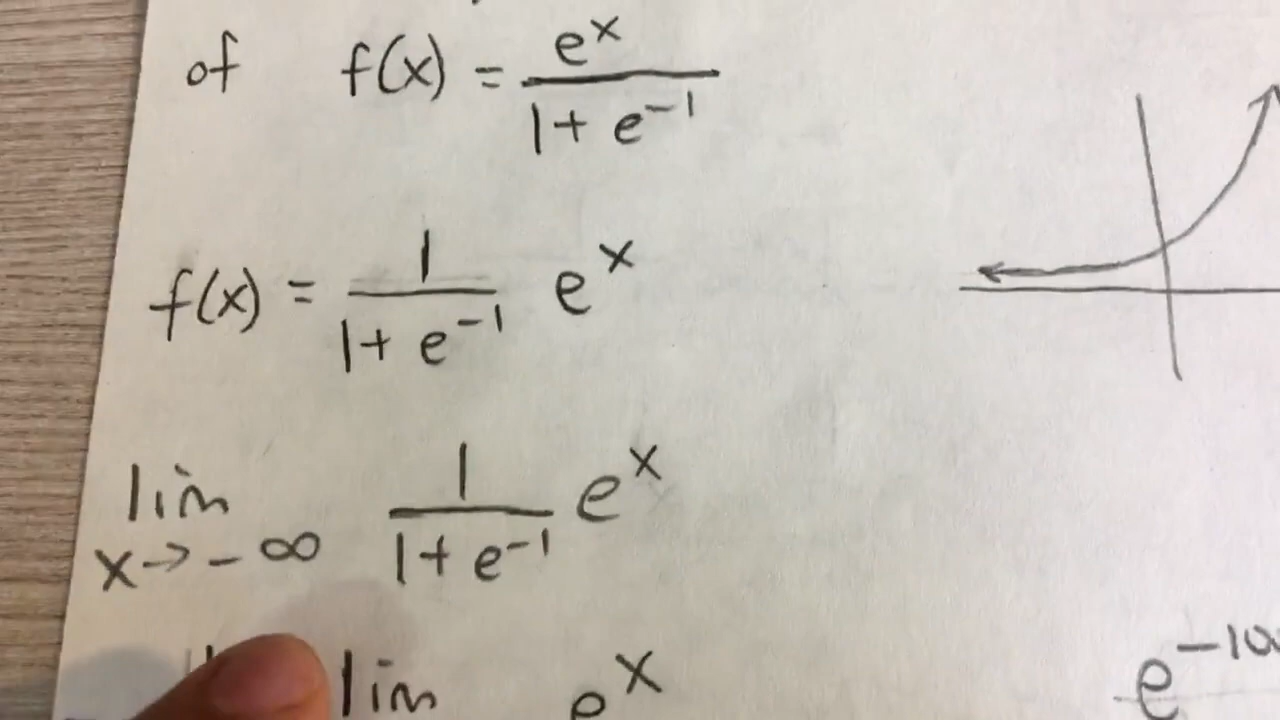 of f(x) = e^x / (1 + e^-1)
f(x) = 1 / (1 + e^-1) e^x
lim x→-∞ 1 / (1 + e^-1) e^x
lim e^x